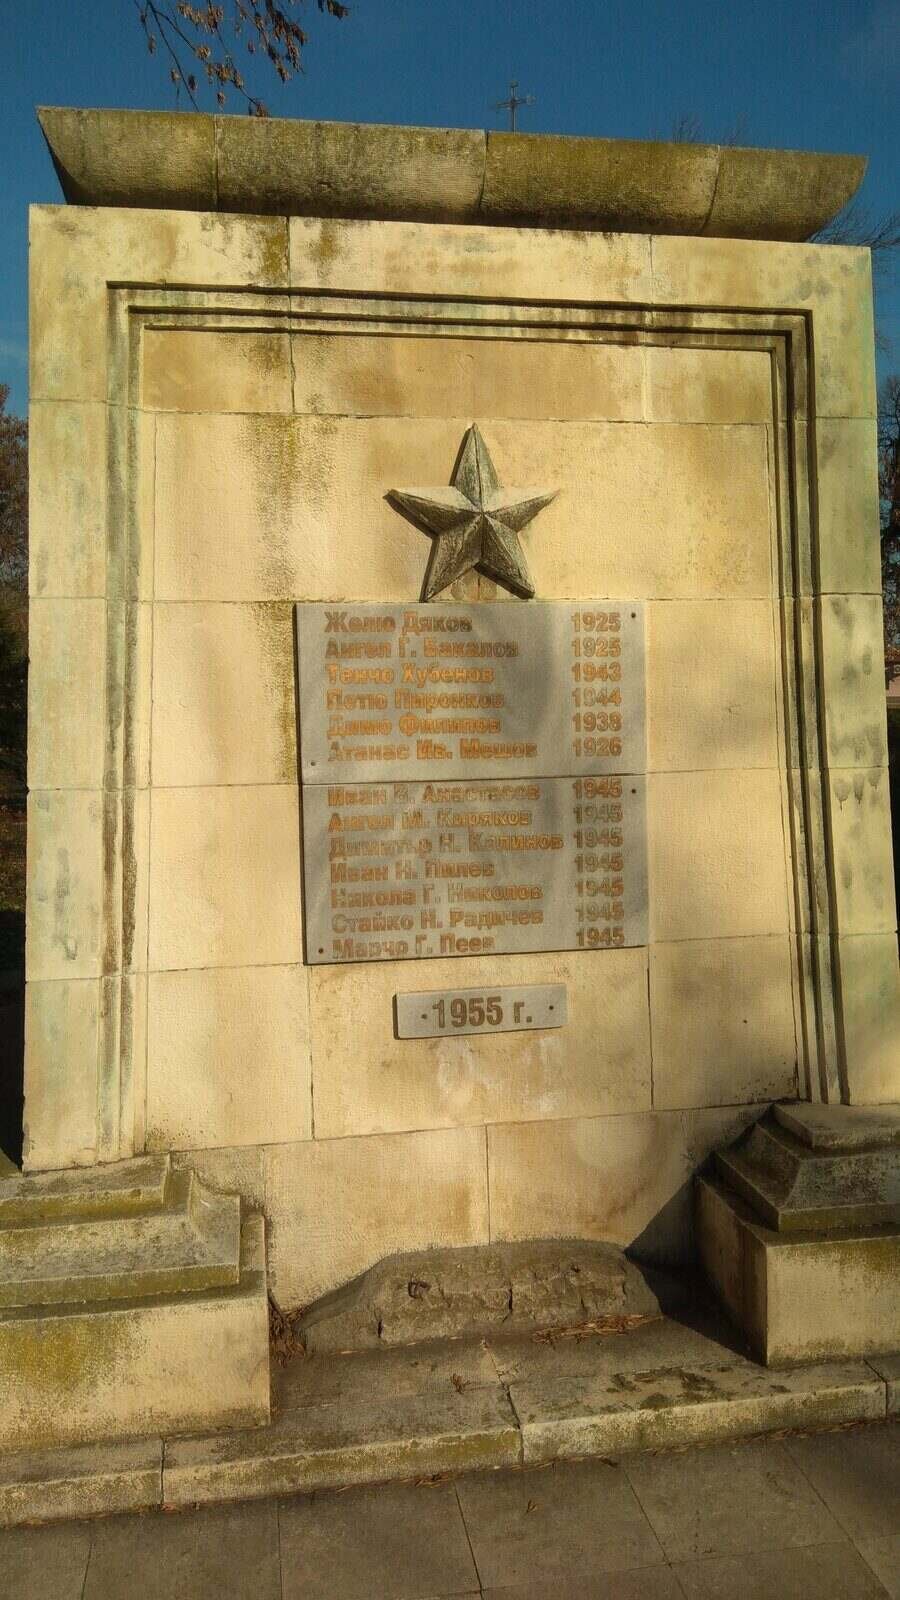 Желю Дяков 1925
Ангел Г. Бакалов 1925
Тенчо Хубенов 1943
Петю Пиронков 1944
Димо Филипов 1938
Атанас Ив. Мешов 1926
Иван З. Анастасов 1945
Ангел М. Киряков 1945
Димитър Н. Калинов 1945
Иван Н. Пилев 1945
Никола Г. Николов 1945
Стайко Н. Радичев 1945
Марчо Г. Пеев 1945
1955 г.